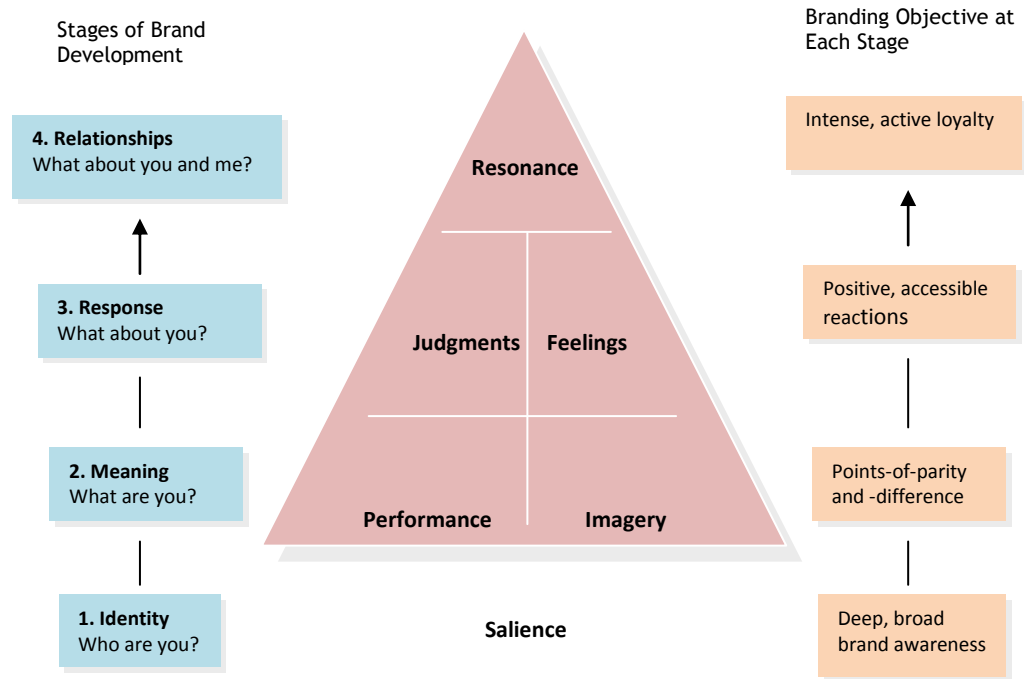 Stages of Brand
Development
Branding Objective at
Each Stage
4. Relationships
What about you and me?
Resonance
Intense, active loyalty
3. Response
What about you?
Judgments
Feelings
Positive, accessible
reactions
2. Meaning
What are you?
Performance
Imagery
Points-of-parity
and -difference
1. Identity
Who are you?
Salience
Deep, broad
brand awareness